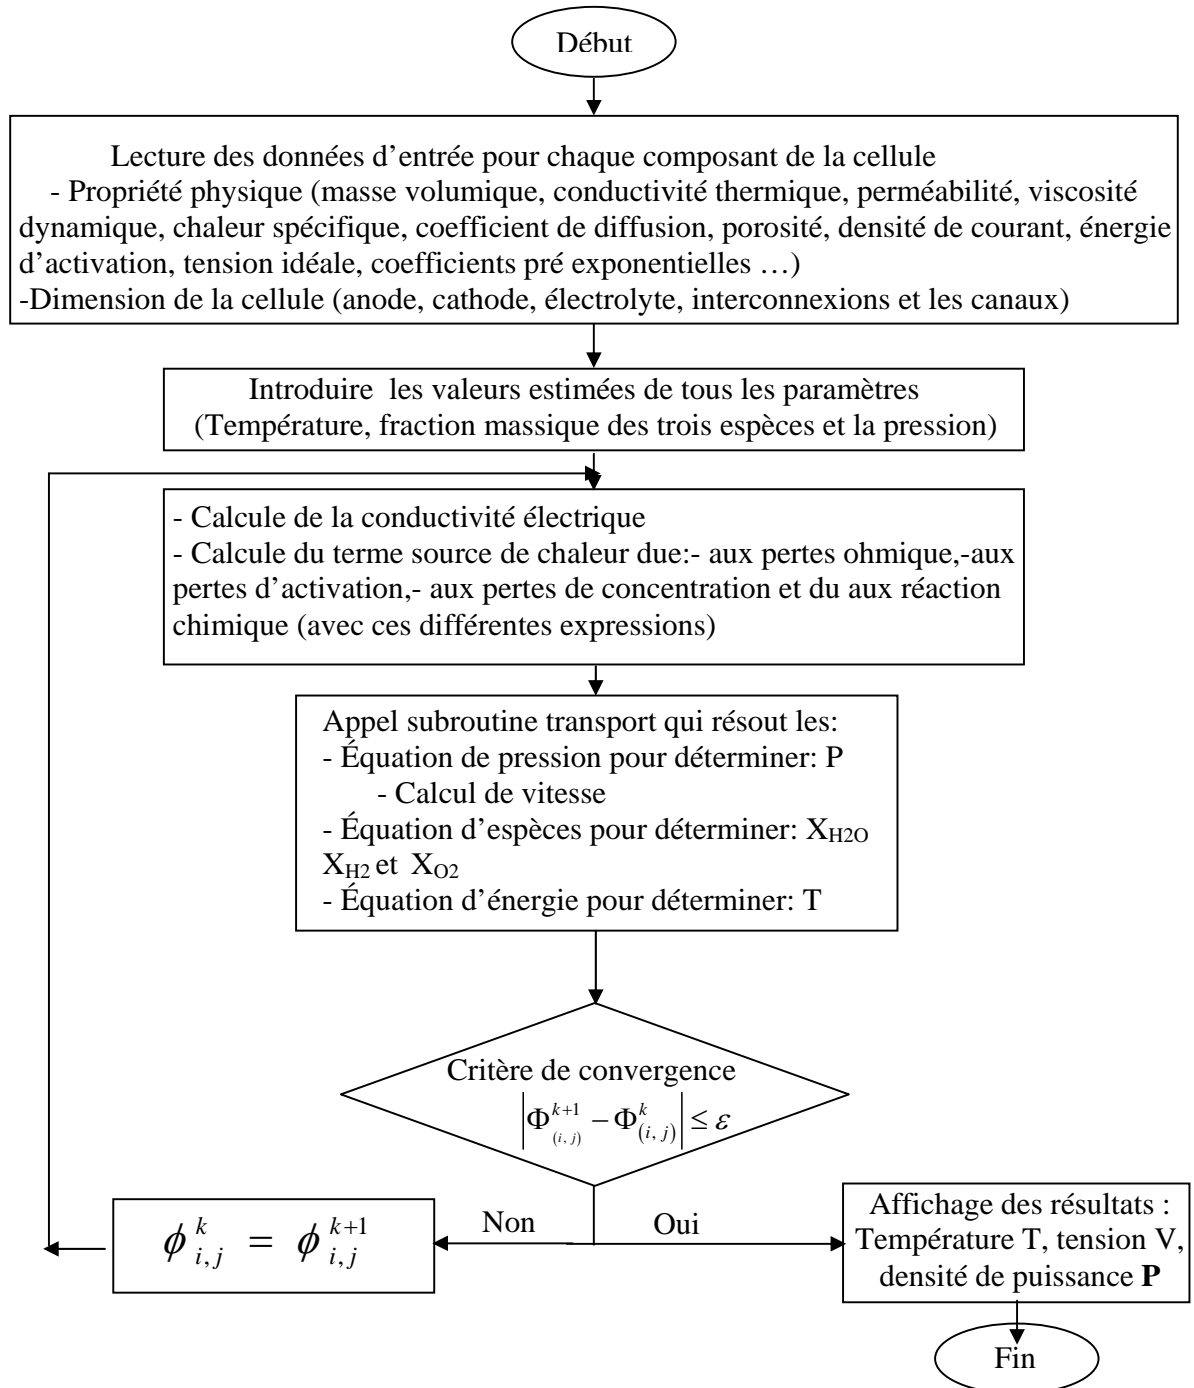 Début
Lecture des données d’entrée pour chaque composant de la cellule
- Propriété physique (masse volumique, conductivité thermique, perméabilité, viscosité
dynamique, chaleur spécifique, coefficient de diffusion, porosité, densité de courant, énergie
d’activation, tension idéale, coefficients pré exponentielles …)
-Dimension de la cellule (anode, cathode, électrolyte, interconnexions et les canaux)
Introduire les valeurs estimées de tous les paramètres
(Température, fraction massique des trois espèces et la pression)
- Calcule de la conductivité électrique
- Calcule du terme source de chaleur due:- aux pertes ohmique,-aux
pertes d’activation,- aux pertes de concentration et du aux réaction
chimique (avec ces différentes expressions)
Appel subroutine transport qui résout les:
- Équation de pression pour déterminer: P
- Calcul de vitesse
- Équation d’espèces pour déterminer: X_{H2O}
X_{H2} et X_{O2}
- Équation d’énergie pour déterminer: T
Critère de convergence
|Φ^{k+1}_{(i,j)} − Φ^{k}_{(i,j)}| ≤ ε
Non
Oui
ϕ^{k}_{i,j} = ϕ^{k+1}_{i,j}
Affichage des résultats :
Température T, tension V,
densité de puissance P
Fin